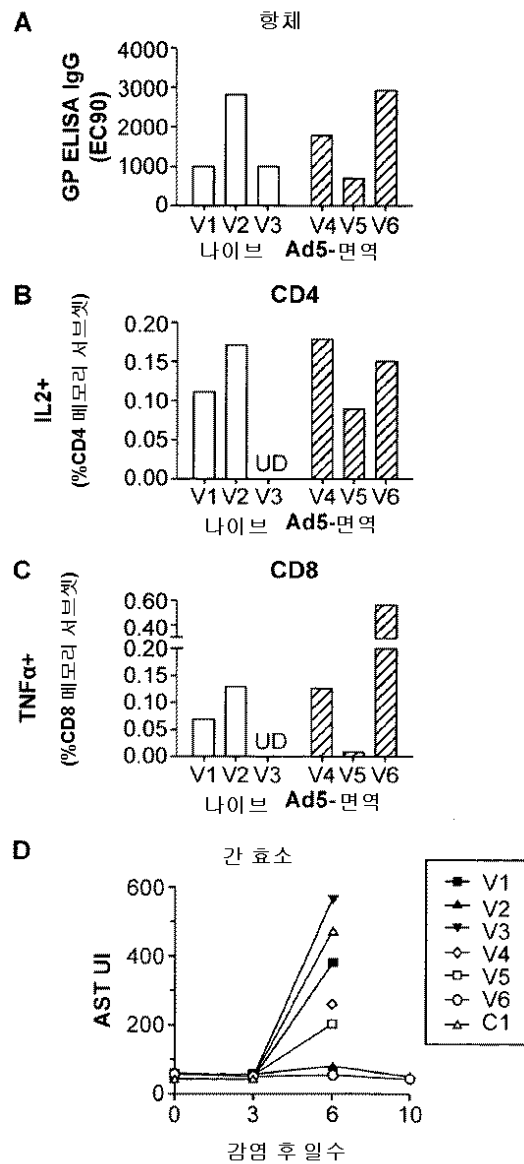 A 항체
GP ELISA IgG
(EC90)
4000
3000
2000
1000
0
V1 V2 V3 V4 V5 V6
나이브 Ad5-면역
B CD4
IL2+
(%CD4 메모리 서브셋)
0.20
0.15
0.10
0.05
0.00
UD
V1 V2 V3 V4 V5 V6
나이브 Ad5-면역
C CD8
TNFα+
(%CD8 메모리 서브셋)
0.60
0.40
0.20
0.15
0.10
0.05
0.00
UD
V1 V2 V3 V4 V5 V6
나이브 Ad5-면역
D 간 효소
AST UI
600
400
200
0
0 3 6 10
감염 후 일수
V1
V2
V3
V4
V5
V6
C1